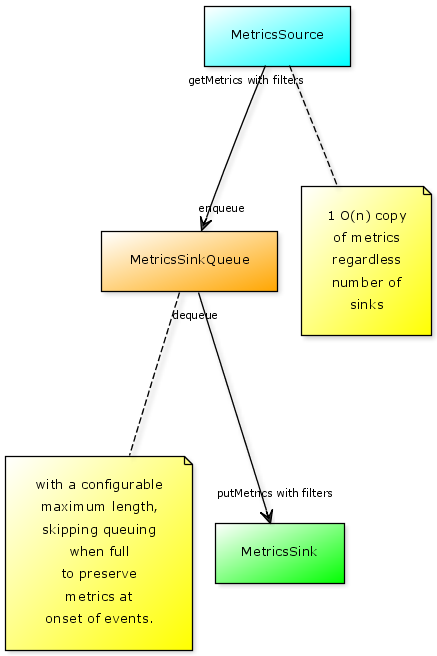 MetricsSource
getMetrics with filters
1 O(n) copy
of metrics
regardless
number of
sinks
enqueue
MetricsSinkQueue
dequeue
with a configurable
maximum length,
skipping queuing
when full
to preserve
metrics at
onset of events.
putMetrics with filters
MetricsSink